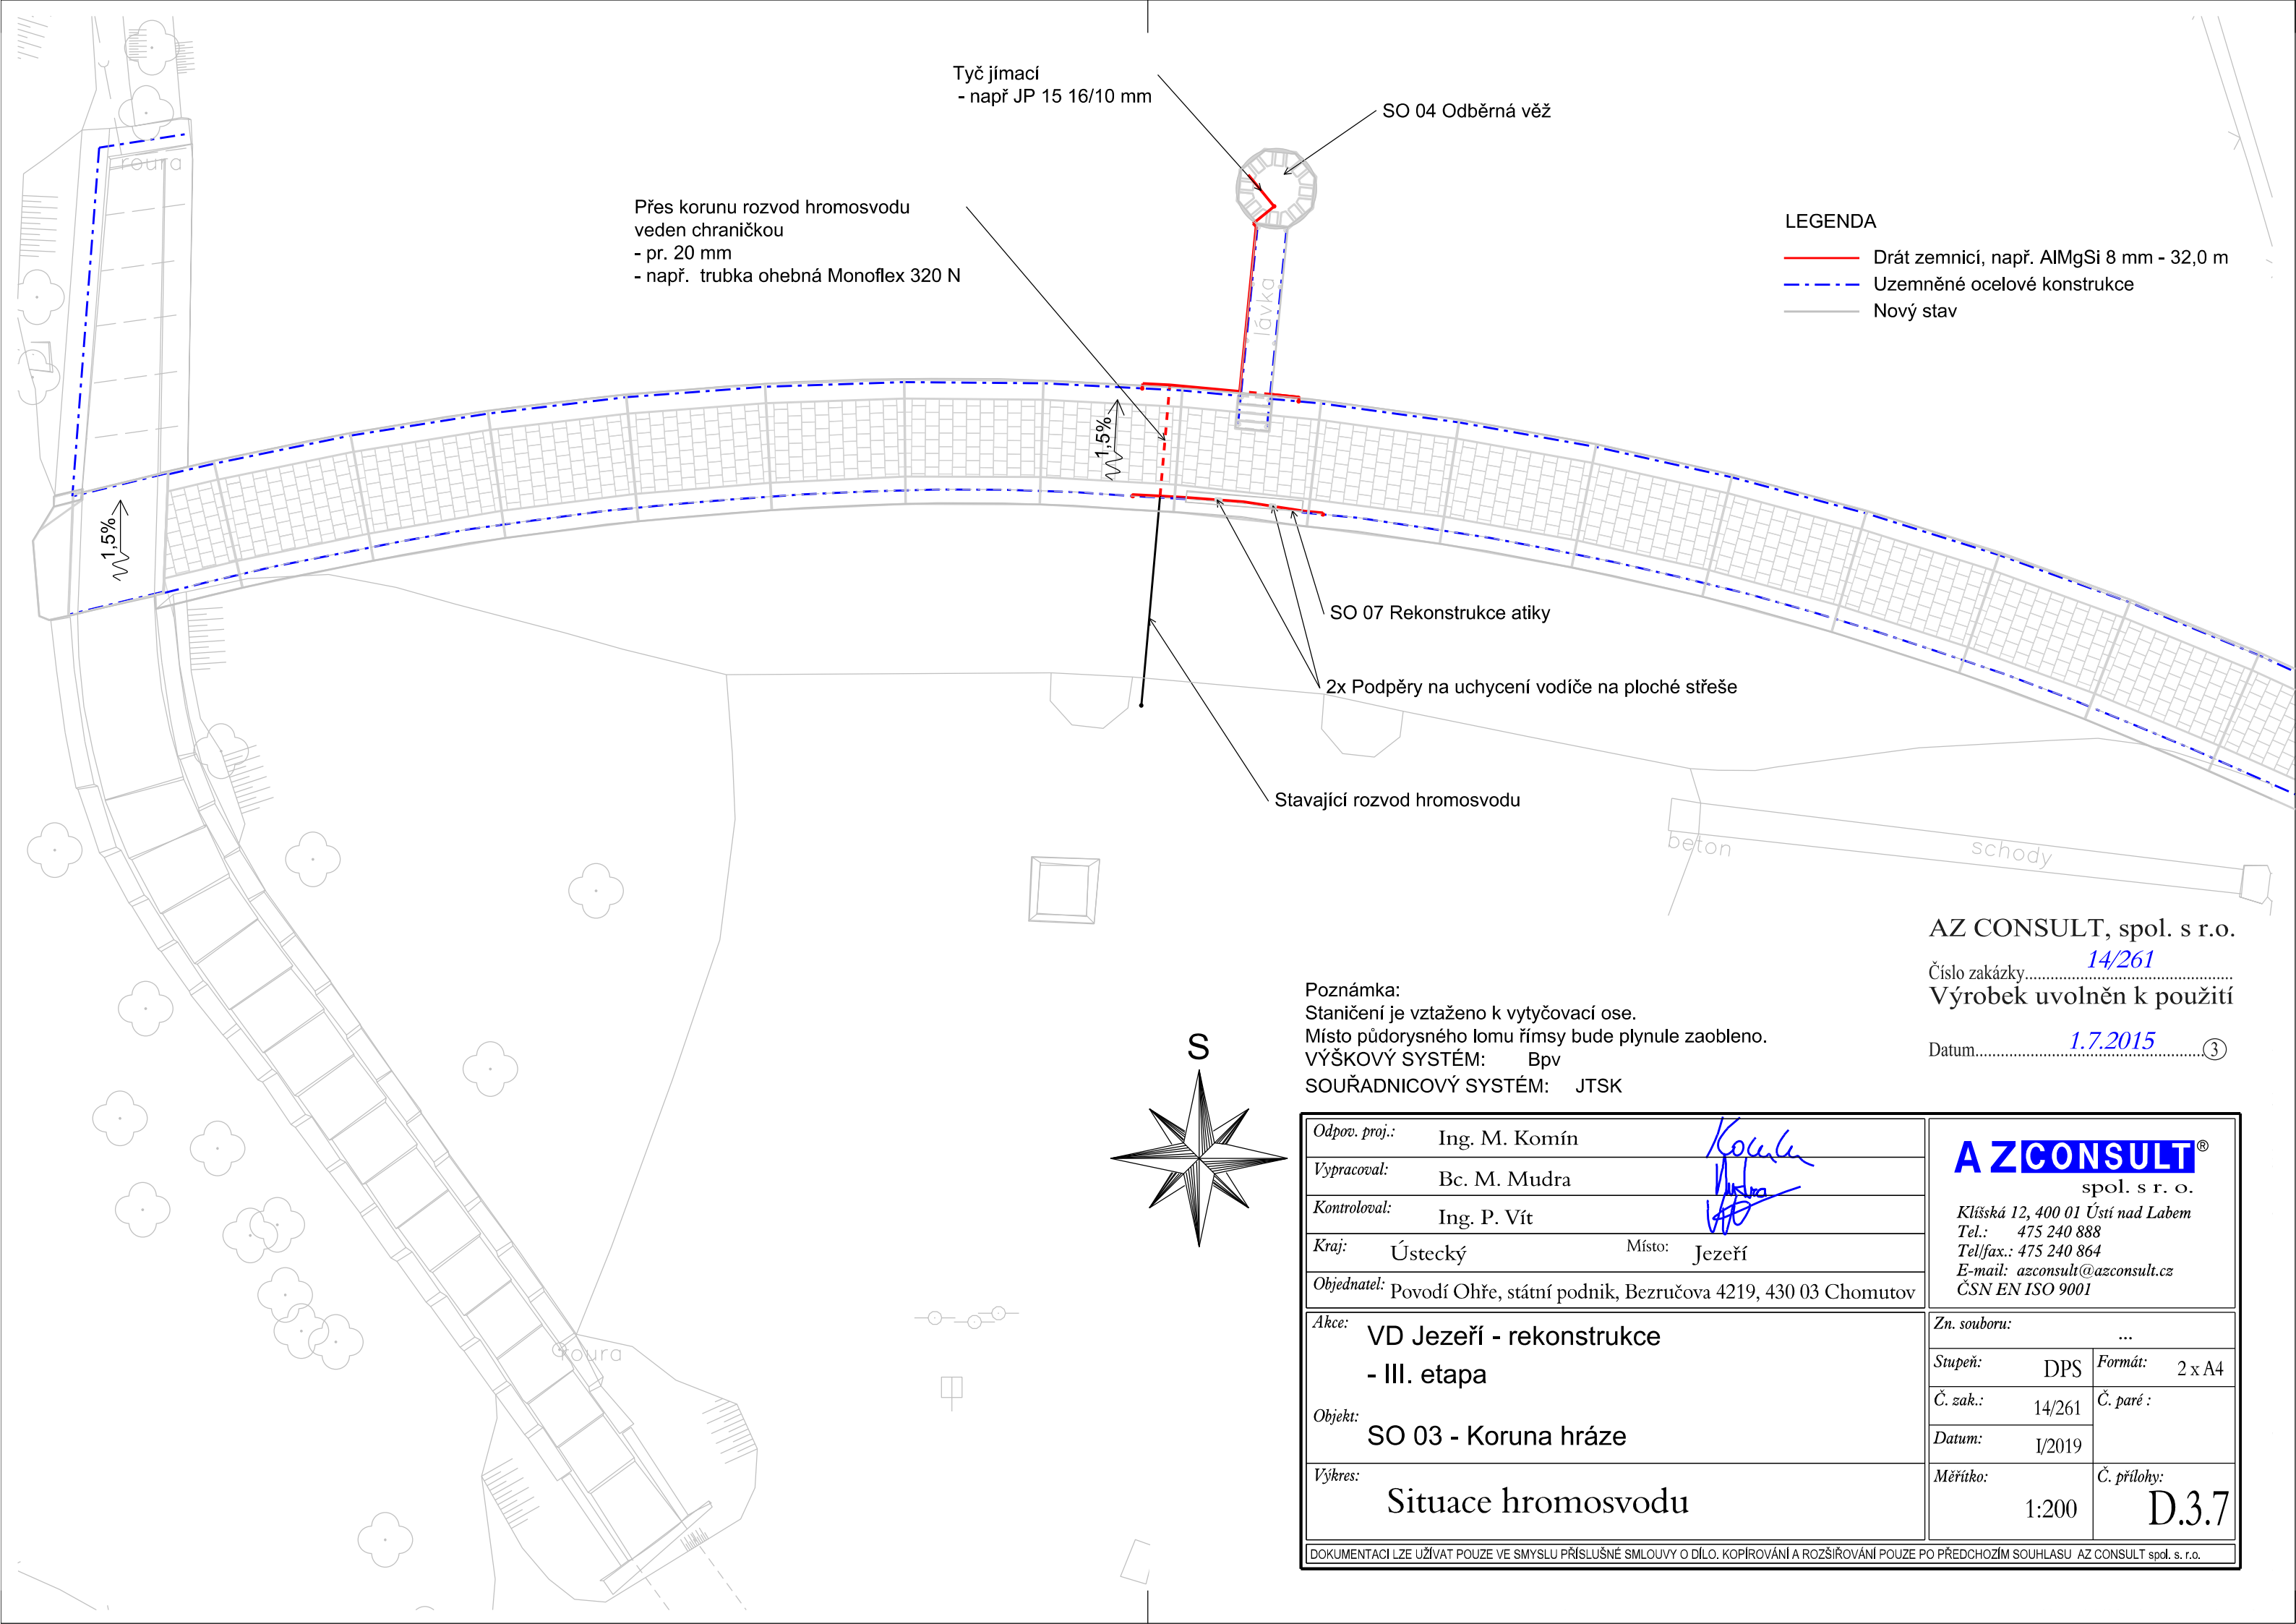 Tyč jímací
- např JP 15 16/10 mm
SO 04 Odběrná věž
roura
Přes korunu rozvod hromosvodu
veden chraničkou
- pr. 20 mm
- např. trubka ohebná Monoflex 320 N
LEGENDA
Drát zemnicí, např. AlMgSi 8 mm - 32,0 m
Uzemněné ocelové konstrukce
Nový stav
lávka
1,5%
1,5%
SO 07 Rekonstrukce atiky
2x Podpěry na uchycení vodíče na ploché střeše
Stavající rozvod hromosvodu
beton
schody
roura
AZ CONSULT, spol. s r.o.
Číslo zakázky 14/261
Výrobek uvolněn k použití
Datum 1.7.2015 3
Poznámka:
Staničení je vztaženo k vytyčovací ose.
Místo půdorysného lomu římsy bude plynule zaobleno.
VÝŠKOVÝ SYSTÉM: Bpv
SOUŘADNICOVÝ SYSTÉM: JTSK
S
Odpov. proj.: Ing. M. Komín
Vypracoval: Bc. M. Mudra
Mudra
Kontroloval: Ing. P. Vít
Kraj: Ústecký Místo: Jezeří
Objednatel: Povodí Ohře, státní podnik, Bezručova 4219, 430 03 Chomutov
AZ CONSULT®
spol. s r. o.
Klíšská 12, 400 01 Ústí nad Labem
Tel.: 475 240 888
Tel/fax.: 475 240 864
E-mail: azconsult@azconsult.cz
ČSN EN ISO 9001
Akce: VD Jezeří - rekonstrukce
- III. etapa
Objekt: SO 03 - Koruna hráze
Výkres: Situace hromosvodu
Zn. souboru: ...
Stupeň: DPS Formát: 2 x A4
Č. zak.: 14/261 Č. paré :
Datum: I/2019
Měřítko: 1:200 Č. přílohy: D.3.7
DOKUMENTACI LZE UŽÍVAT POUZE VE SMYSLU PŘÍSLUŠNÉ SMLOUVY O DÍLO. KOPÍROVÁNÍ A ROZŠIŘOVÁNÍ POUZE PO PŘEDCHOZÍM SOUHLASU AZ CONSULT spol. s. r.o.